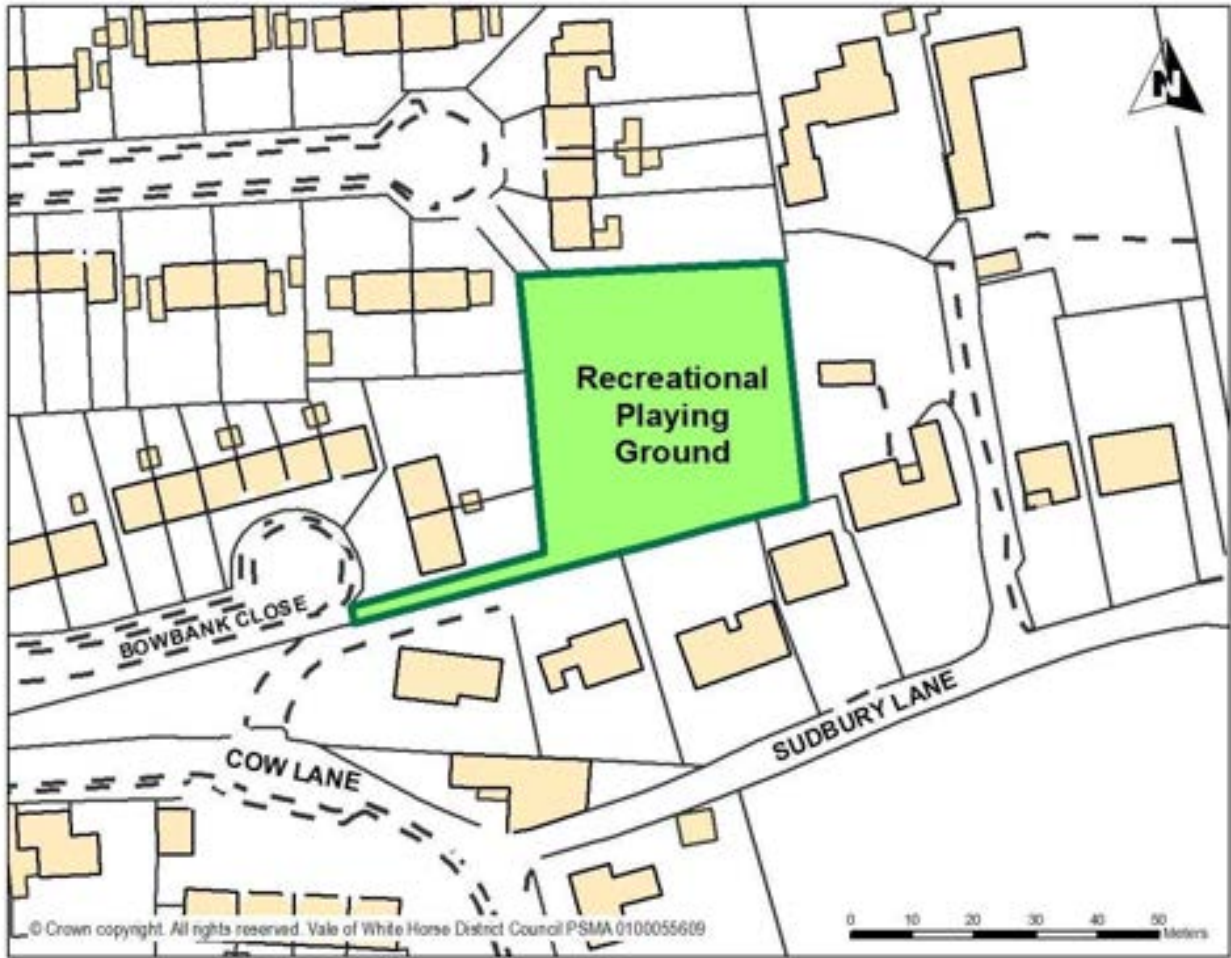 N
Recreational
Playing
Ground
BOWBANK CLOSE
SUDBURY LANE
COW LANE
© Crown copyright. All rights reserved. Vale of White Horse District Council PSMA 0100055609
0 10 20 30 40 50
Meters